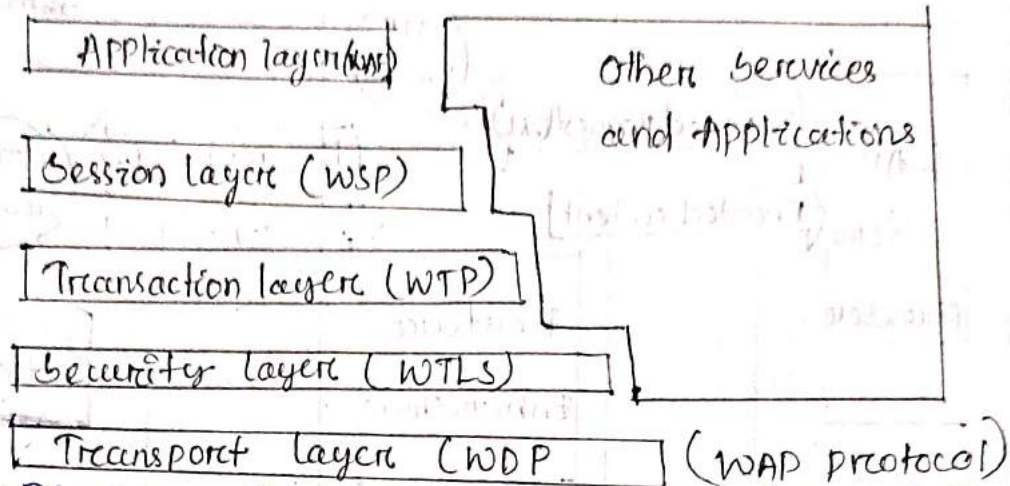 Application layer
Other Services
and Applications
Session layer (WSP)
Transaction layer (WTP)
Security layer (WTLS)
Transport layer (WDP
(WAP protocol)